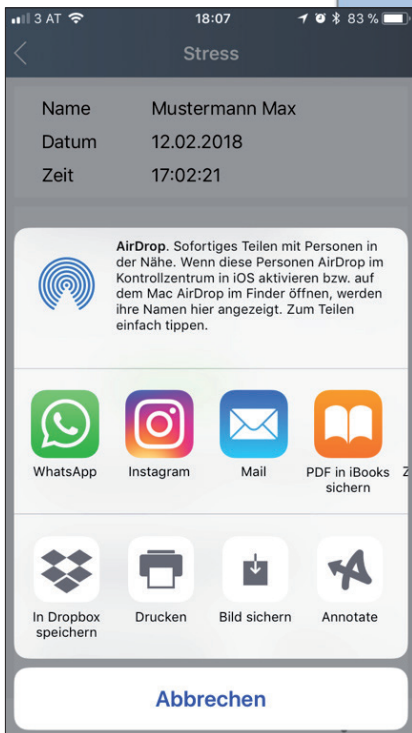 3 AT 18:07 83 %
Stress
Name Mustermann Max
Datum 12.02.2018
Zeit 17:02:21
AirDrop. Sofortiges Teilen mit Personen in
der Nähe. Wenn diese Personen AirDrop im
Kontrollzentrum in iOS aktivieren bzw. auf
dem Mac AirDrop im Finder öffnen, werden
ihre Namen hier angezeigt. Zum Teilen
einfach tippen.
WhatsApp Instagram Mail PDF in iBooks Z
sichern
In Dropbox Drucken Bild sichern Annotate
speichern
Abbrechen